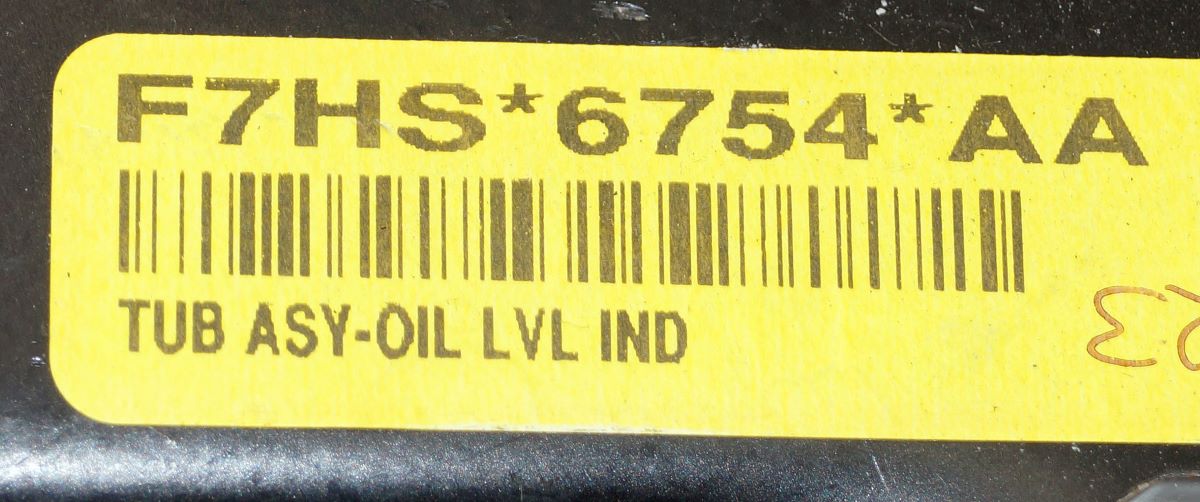 F7HS*6754*AA
TUB ASY-OIL LVL IND